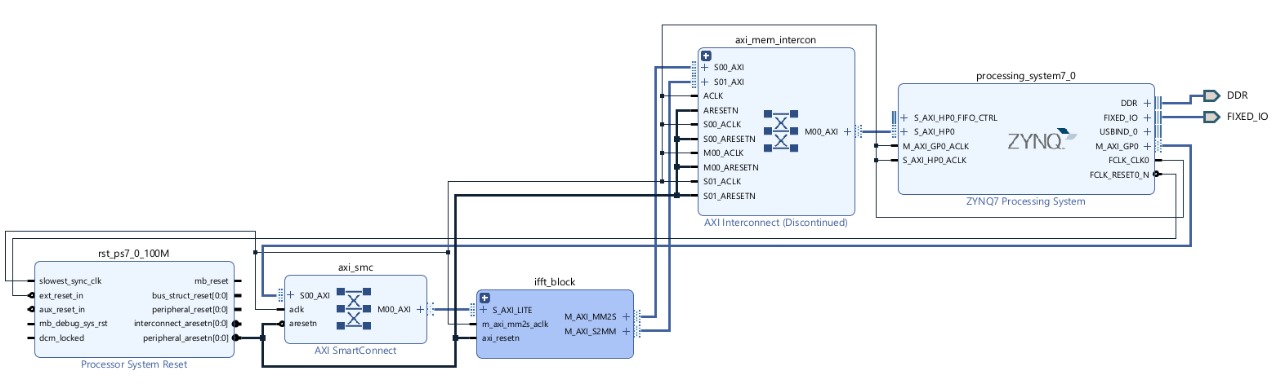 axi_mem_intercon
S00_AXI
S01_AXI
ACLK
ARESETN
S00_ACLK
S00_ARESETN
M00_ACLK
M00_ARESETN
S01_ACLK
S01_ARESETN
M00_AXI
AXI Interconnect (Discontinued)
processing_system7_0
S_AXI_HP0_FIFO_CTRL
S_AXI_HP0
M_AXI_GP0_ACLK
S_AXI_HP0_ACLK
ZYNQ
DDR
FIXED_IO
USBIND_0
M_AXI_GP0
FCLK_CLK0
FCLK_RESET0_N
ZYNQ7 Processing System
DDR
FIXED_IO
rst_ps7_0_100M
slowest_sync_clk
ext_reset_in
aux_reset_in
mb_debug_sys_rst
dcm_locked
mb_reset
bus_struct_reset[0:0]
peripheral_reset[0:0]
interconnect_aresetn[0:0]
peripheral_aresetn[0:0]
Processor System Reset
axi_smc
S00_AXI
aclk
aresetn
M00_AXI
AXI SmartConnect
ifft_block
S_AXI_LITE
m_axi_mm2s_aclk
axi_resetn
M_AXI_MM2S
M_AXI_S2MM